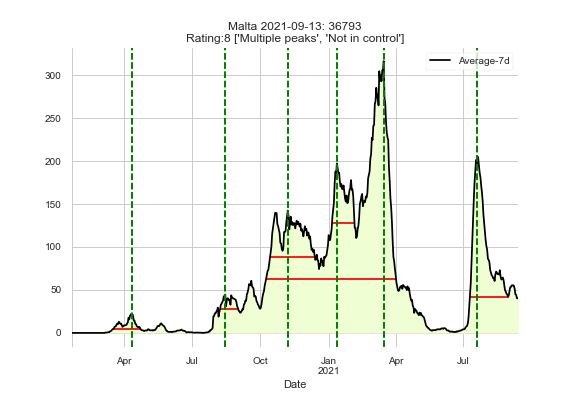 Malta 2021-09-13: 36793
Rating:8 ['Multiple peaks', 'Not in control']
Average-7d
300
250
200
150
100
50
0
Apr
Jul
Oct
Jan
2021
Apr
Jul
Date